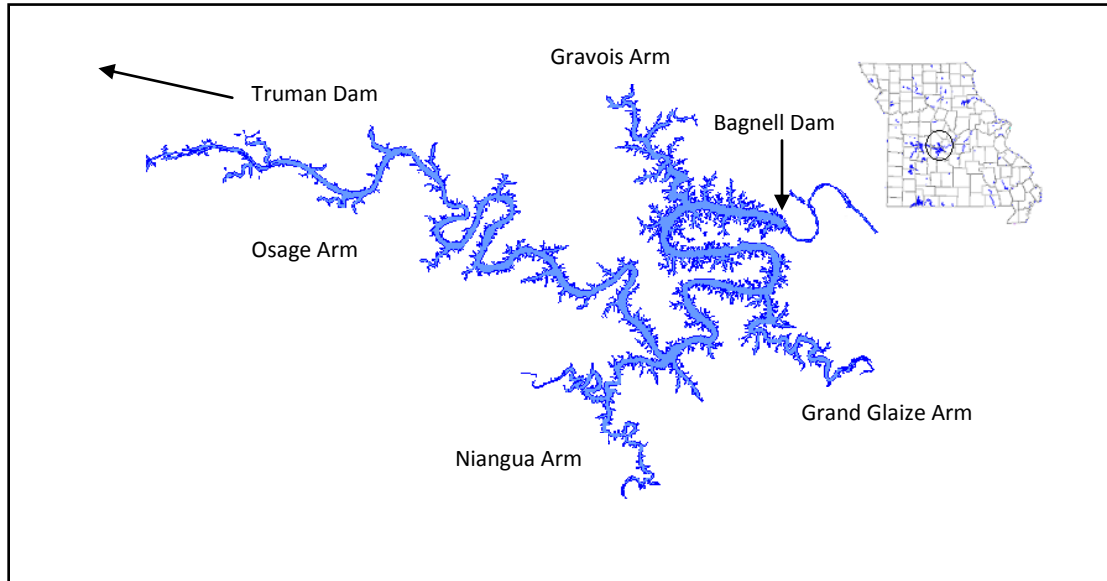 Gravois Arm
Truman Dam
Bagnell Dam
Osage Arm
Grand Glaize Arm
Niangua Arm